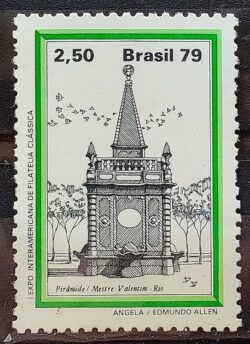 2,50 Brasil 79
I EXPO. INTERAMERICANA DE FILATELIA CLÁSSICA
Pirâmide / Mestre Valentim - Rio
ANGELA / EDMUNDO ALLEN